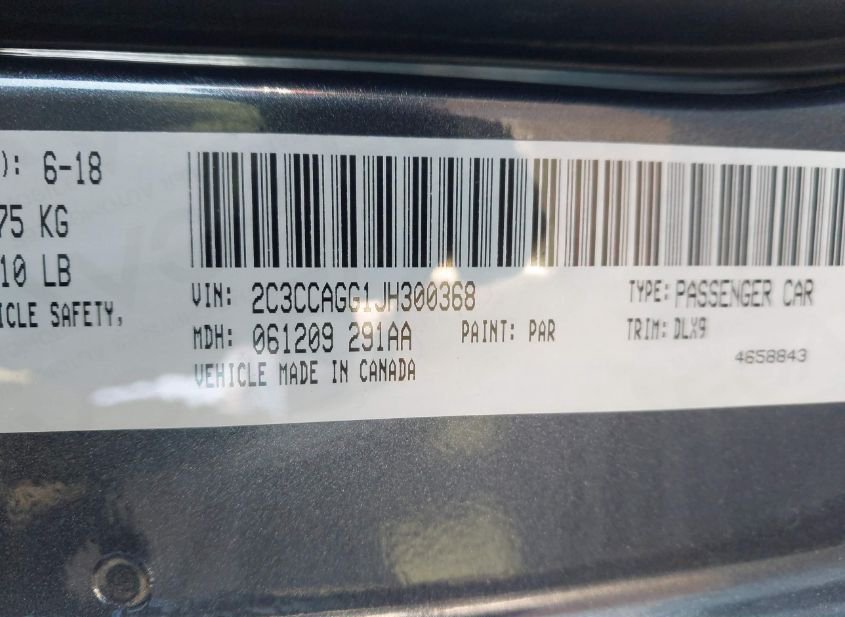 ): 6-18
75 KG
10 LB
ICLE SAFETY,
VIN: 2C3CCAGG1JH300368
TYPE: PASSENGER CAR
MDH: 061209 291AA PAINT: PAR
TRIM: DLX9
VEHICLE MADE IN CANADA
4658843